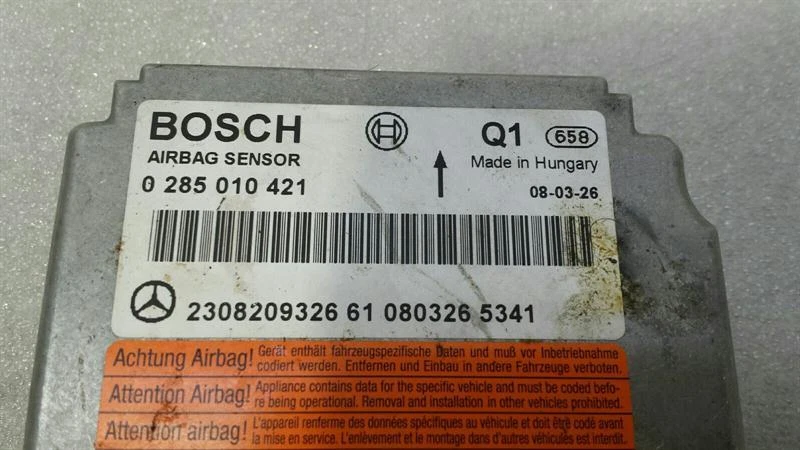 BOSCH
Q1 658
AIRBAG SENSOR
Made in Hungary
0 285 010 421
08-03-26
2308209326 61 080326 5341
Achtung Airbag! Gerät enthält fahrzeugspezifische Daten und muß vor Inbetriebnahme
codiert werden. Entfernen und Einbau in andere Fahrzeuge verboten.
Attention Airbag! Appliance contains data for the specific vehicle and must be coded befo-
re being operational. Removal and installation in other vehicles prohibited.
Attention airbag! L'appareil renferme des données spécifiques au véhicule et doit être codé avant
la mise en service. L'enlèvement et le montage dans d'autres véhicules est interdit.